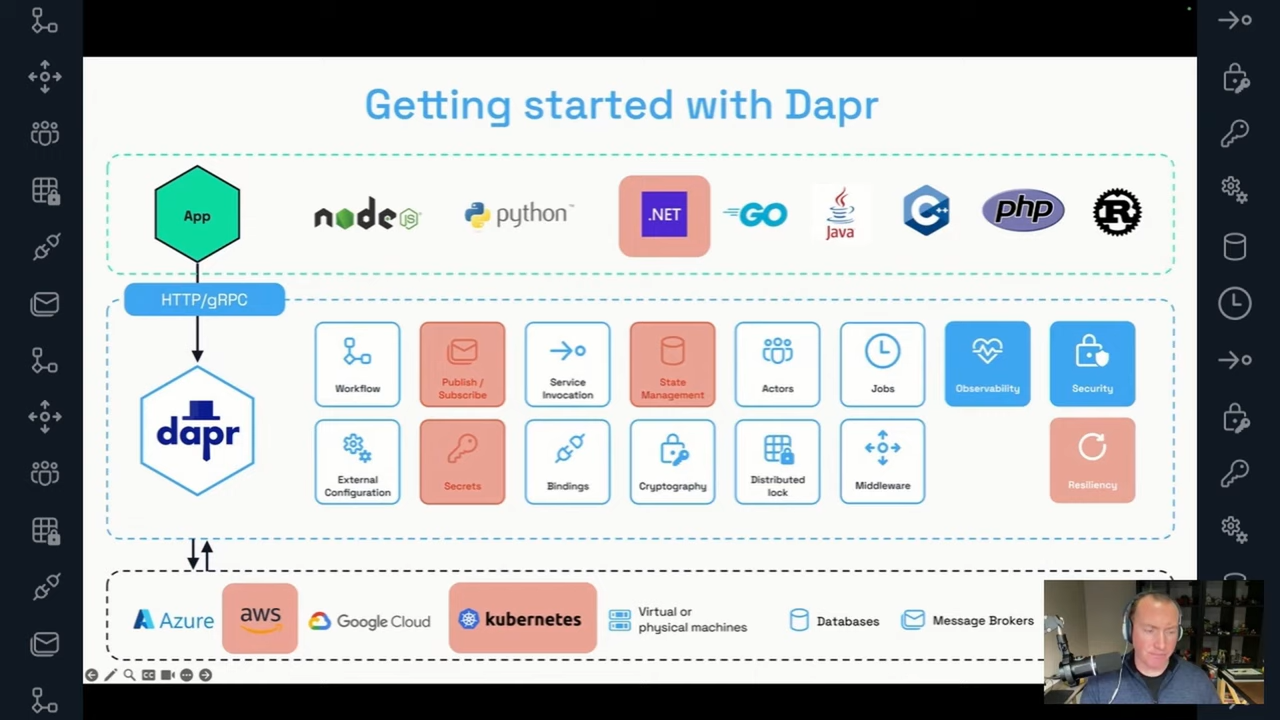 Getting started with Dapr
App
node
JS
python™
.NET
GO
Java
C++
php
R
HTTP/gRPC
dapr
Workflow
Publish /
Subscribe
Service
Invocation
State
Management
Actors
Jobs
Observability
Security
External
Configuration
Secrets
Bindings
Cryptography
Distributed
lock
Middleware
Resiliency
Azure
aws
Google Cloud
kubernetes
Virtual or
physical machines
Databases
Message Brokers
CC